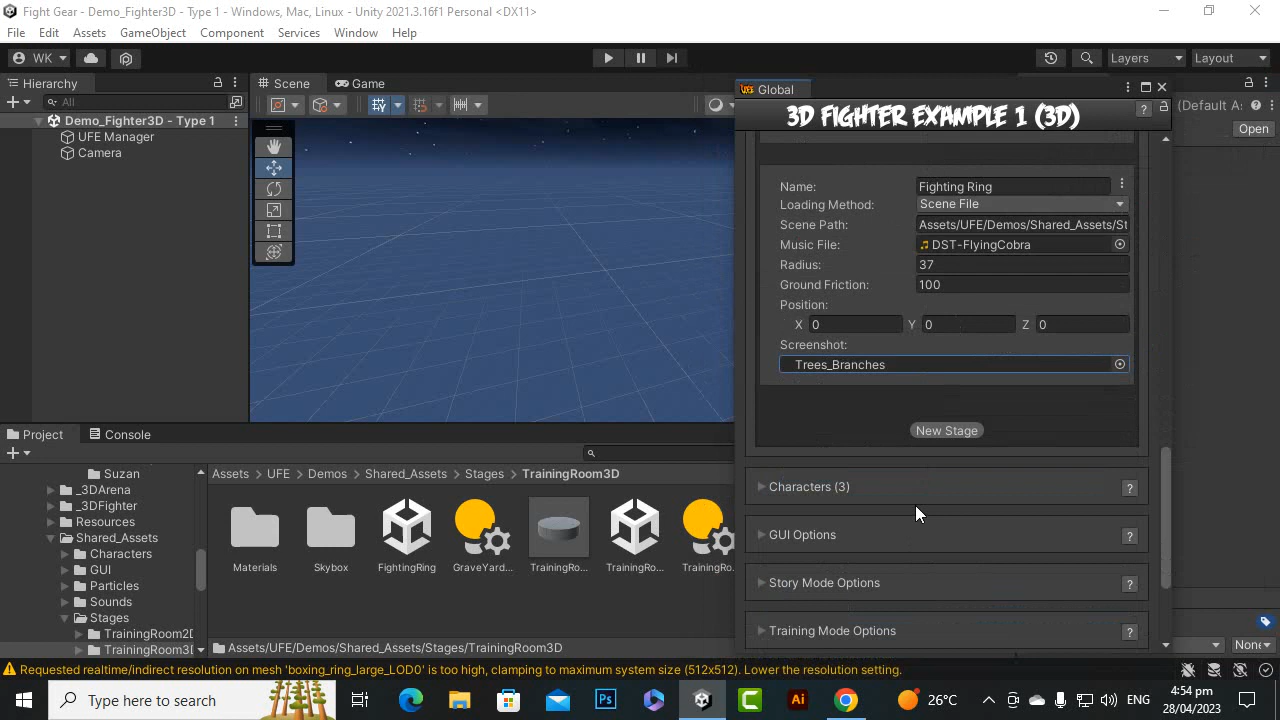 Fight Gear - Demo_Fighter3D - Type 1 - Windows, Mac, Linux - Unity 2021.3.16f1 Personal <DX11>
File Edit Assets GameObject Component Services Window Help
WK Layers Layout
Hierarchy Scene Game Global
All 3D FIGHTER EXAMPLE 1 (3D) ? (Default As
Demo_Fighter3D - Type 1 Open
UFE Manager
Camera
Name: Fighting Ring
Loading Method: Scene File
Scene Path: Assets/UFE/Demos/Shared_Assets/St
Music File: DST-FlyingCobra
Radius: 37
Ground Friction: 100
Position:
X 0 Y 0 Z 0
Screenshot:
Trees_Branches
New Stage
Project Console
Suzan
_3DArena
_3DFighter
Resources
Shared_Assets
Characters
GUI
Particles
Sounds
Stages
TrainingRoom2D
TrainingRoom3D
Assets > UFE > Demos > Shared_Assets > Stages > TrainingRoom3D
Materials Skybox FightingRing GraveYard... TrainingRo... TrainingRo... TrainingRo
Assets/UFE/Demos/Shared_Assets/Stages/TrainingRoom3D
Characters (3) ?
GUI Options ?
Story Mode Options ?
Training Mode Options ?
Non
Requested realtime/indirect resolution on mesh 'boxing_ring_large_LOD0' is too high, clamping to maximum system size (512x512). Lower the resolution setting.
Type here to search Ps C Ai 26°C ENG 4:54 pm
28/04/2023